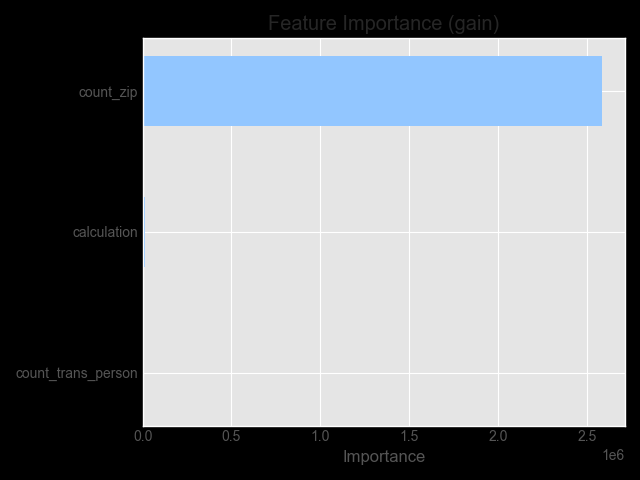 Feature Importance (gain)
count_zip
calculation
count_trans_person
0.0 0.5 1.0 1.5 2.0 2.5
1e6
Importance